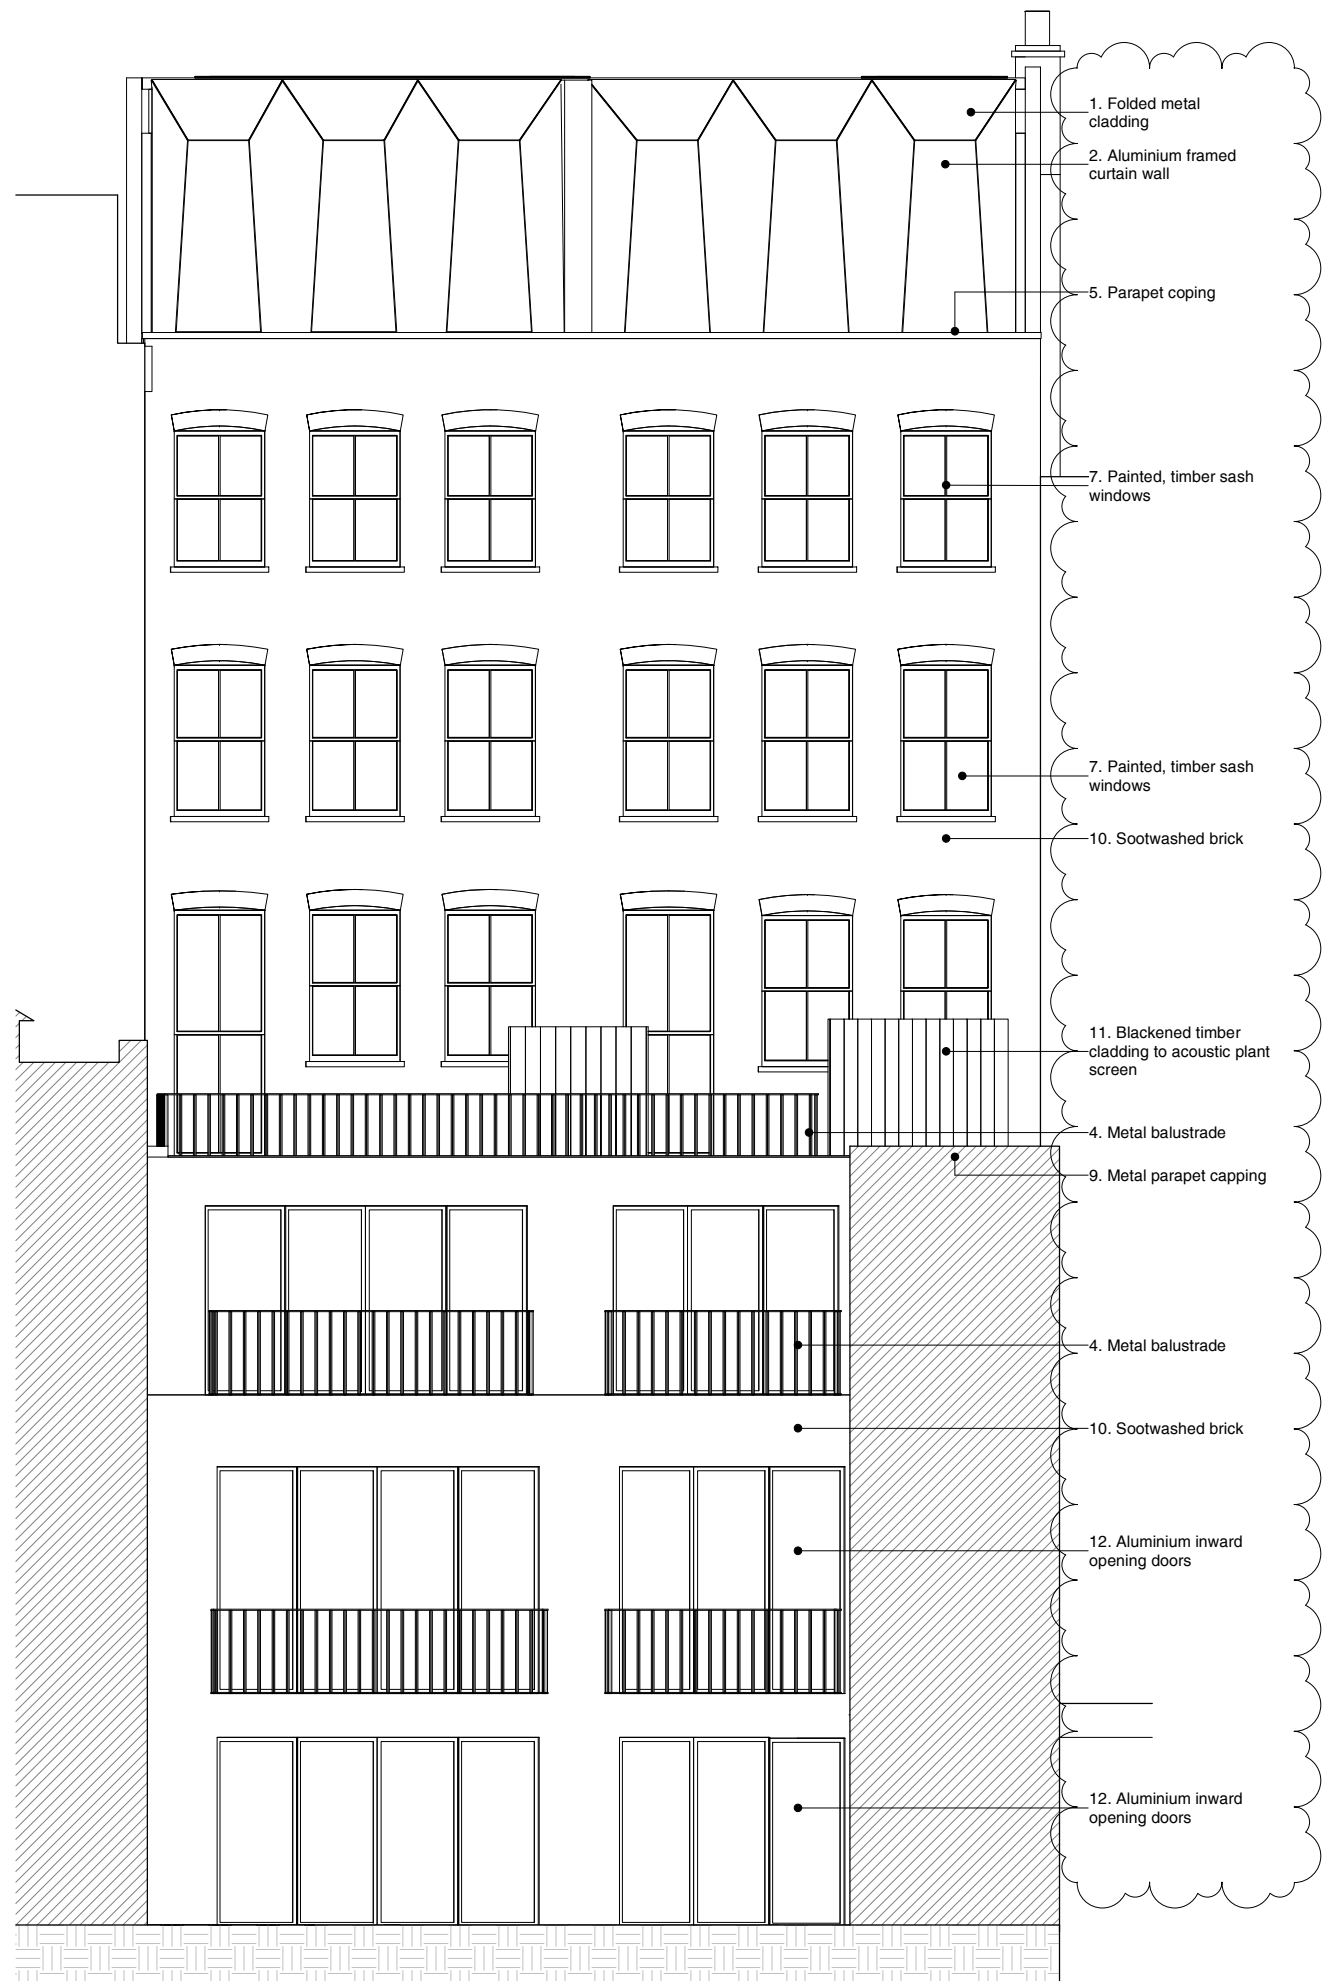 1. Folded metal
cladding
2. Aluminium framed
curtain wall
5. Parapet coping
7. Painted, timber sash
windows
7. Painted, timber sash
windows
10. Sootwashed brick
11. Blackened timber
cladding to acoustic plant
screen
4. Metal balustrade
9. Metal parapet capping
4. Metal balustrade
10. Sootwashed brick
12. Aluminium inward
opening doors
12. Aluminium inward
opening doors